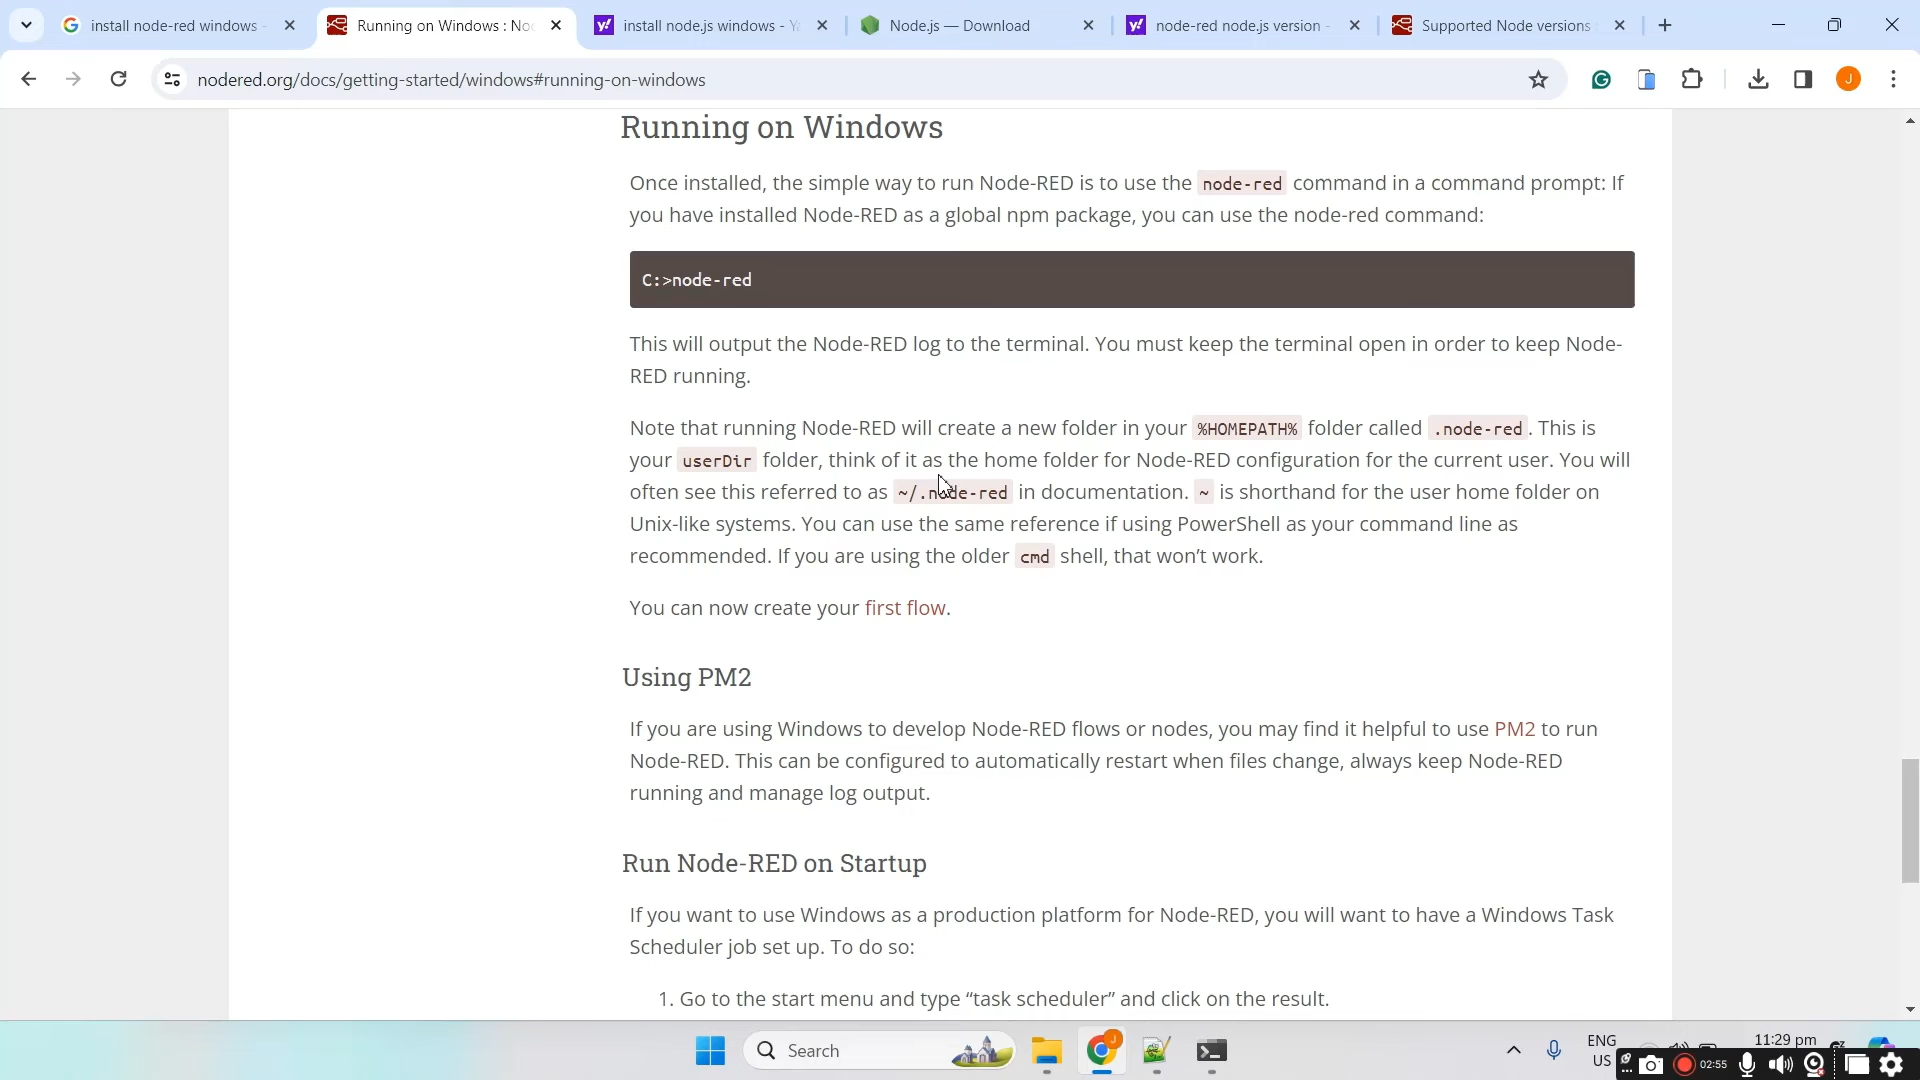 install node-red windows -
Running on Windows : Noc
install node.js windows - Ya
Node.js — Download
node-red node.js version -
Supported Node versions :
nodered.org/docs/getting-started/windows#running-on-windows
J
Running on Windows
Once installed, the simple way to run Node-RED is to use the node-red command in a command prompt: If
you have installed Node-RED as a global npm package, you can use the node-red command:
C:>node-red
This will output the Node-RED log to the terminal. You must keep the terminal open in order to keep Node-
RED running.
Note that running Node-RED will create a new folder in your %HOMEPATH% folder called .node-red. This is
your userDir folder, think of it as the home folder for Node-RED configuration for the current user. You will
often see this referred to as ~/.node-red in documentation. ~ is shorthand for the user home folder on
Unix-like systems. You can use the same reference if using PowerShell as your command line as
recommended. If you are using the older cmd shell, that won’t work.
You can now create your first flow.
Using PM2
If you are using Windows to develop Node-RED flows or nodes, you may find it helpful to use PM2 to run
Node-RED. This can be configured to automatically restart when files change, always keep Node-RED
running and manage log output.
Run Node-RED on Startup
If you want to use Windows as a production platform for Node-RED, you will want to have a Windows Task
Scheduler job set up. To do so:
1. Go to the start menu and type “task scheduler” and click on the result.
Search
ENG
US
11:29 pm
02:55